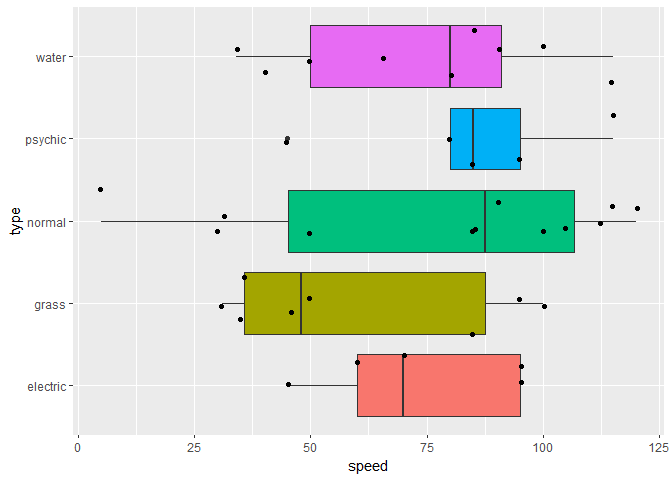 water
psychic
normal
grass
electric
type
0 25 50 75 100 125
speed